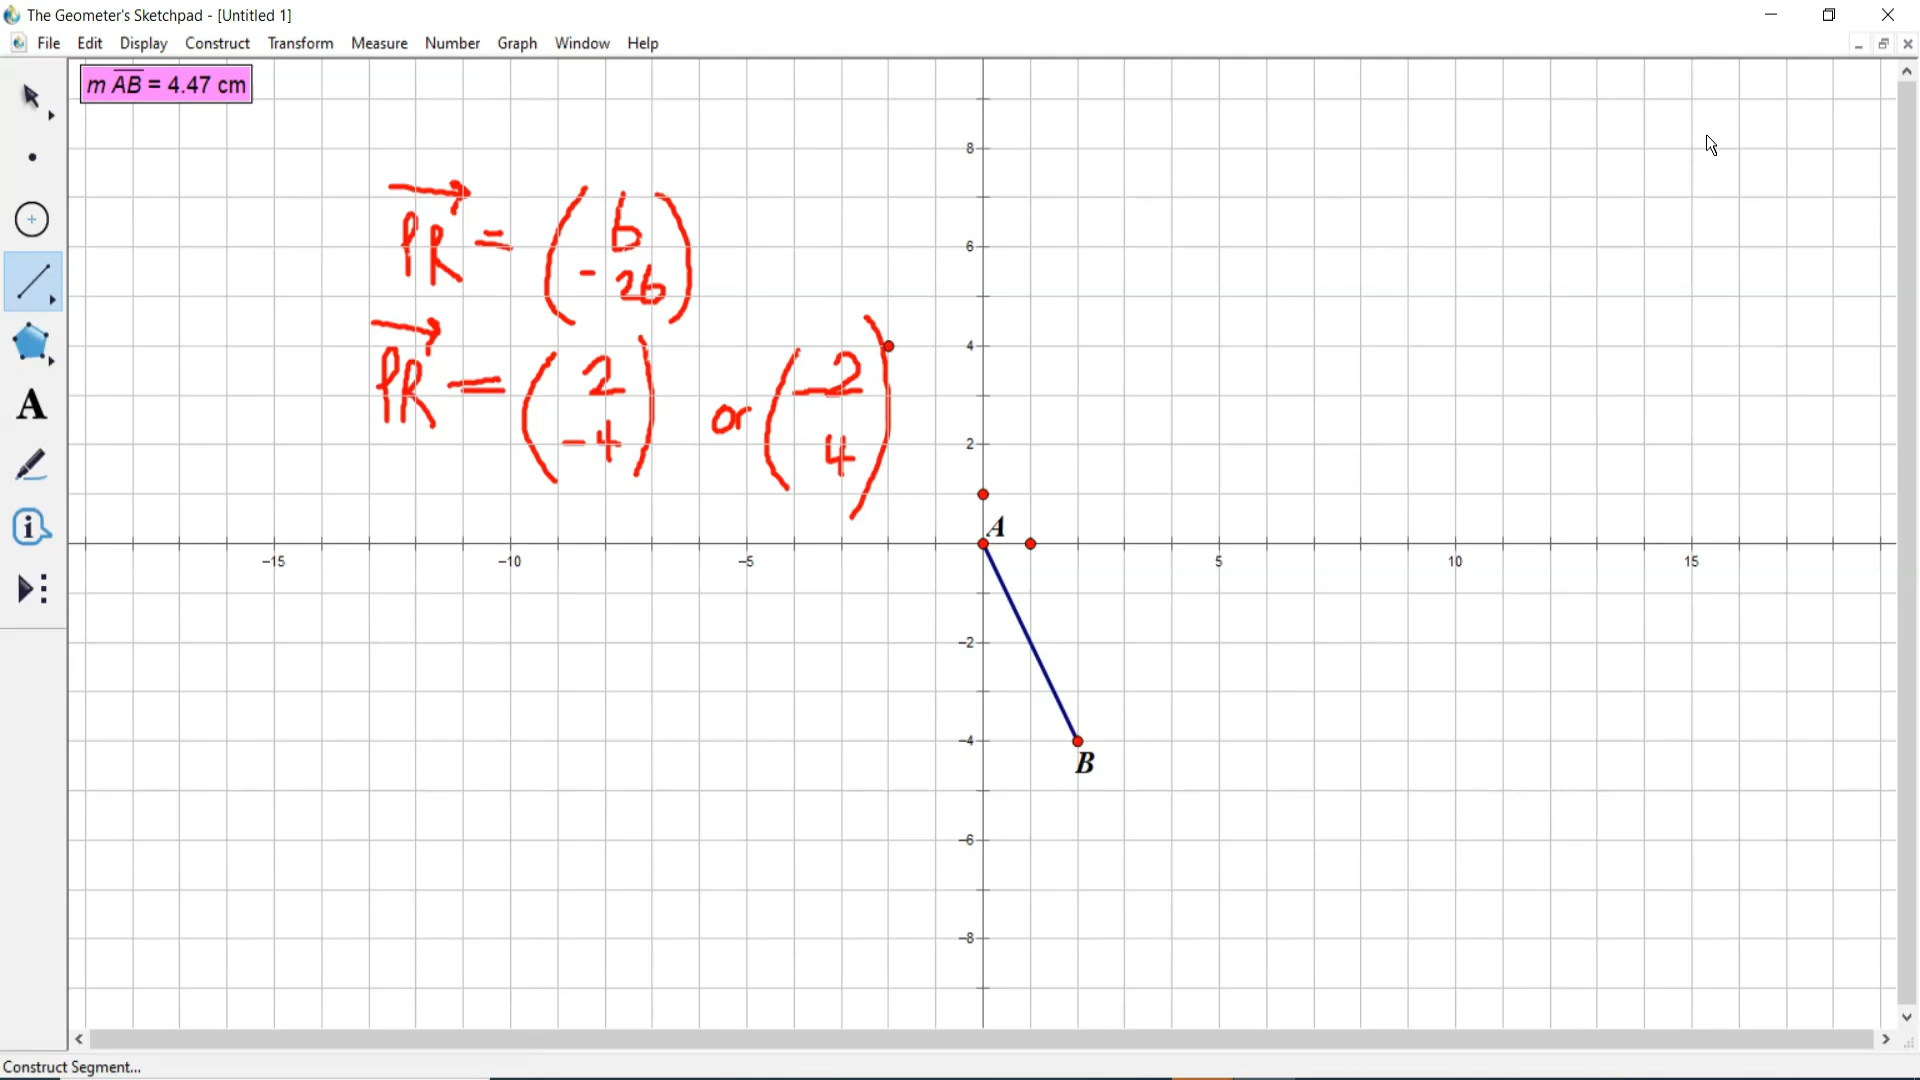 The Geometer's Sketchpad - [Untitled 1]
File Edit Display Construct Transform Measure Number Graph Window Help
m AB = 4.47 cm
8
PR = ( b
- 2b )
6
PR = ( 2
-4 ) or ( -2
4 )
4
2
A
-15 -10 -5 5 10 15
-2
-4
B
-6
-8
A
i
Construct Segment...